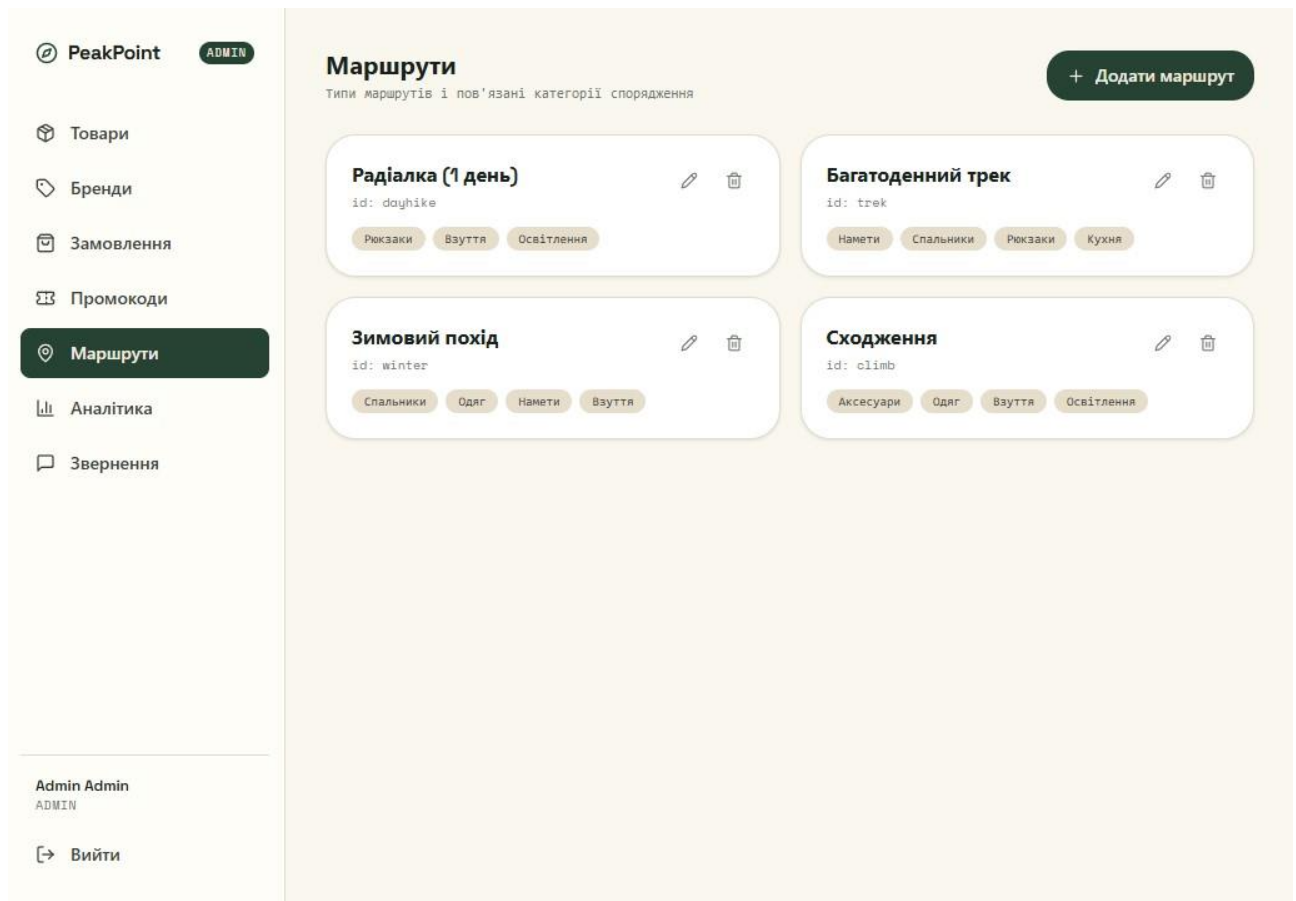 PeakPoint ADMIN
Товари
Бренди
Замовлення
Промокоди
Маршрути
Аналітика
Звернення
Admin Admin
ADMIN
Вийти
Маршрути
Типи маршрутів і пов'язані категорії спорядження
+ Додати маршрут
Радіалка (1 день)
id: dayhike
Рюкзаки Взуття Освітлення
Багатоденний трек
id: trek
Намети Спальники Рюкзаки Кухня
Зимовий похід
id: winter
Спальники Одяг Намети Взуття
Сходження
id: climb
Аксесуари Одяг Взуття Освітлення